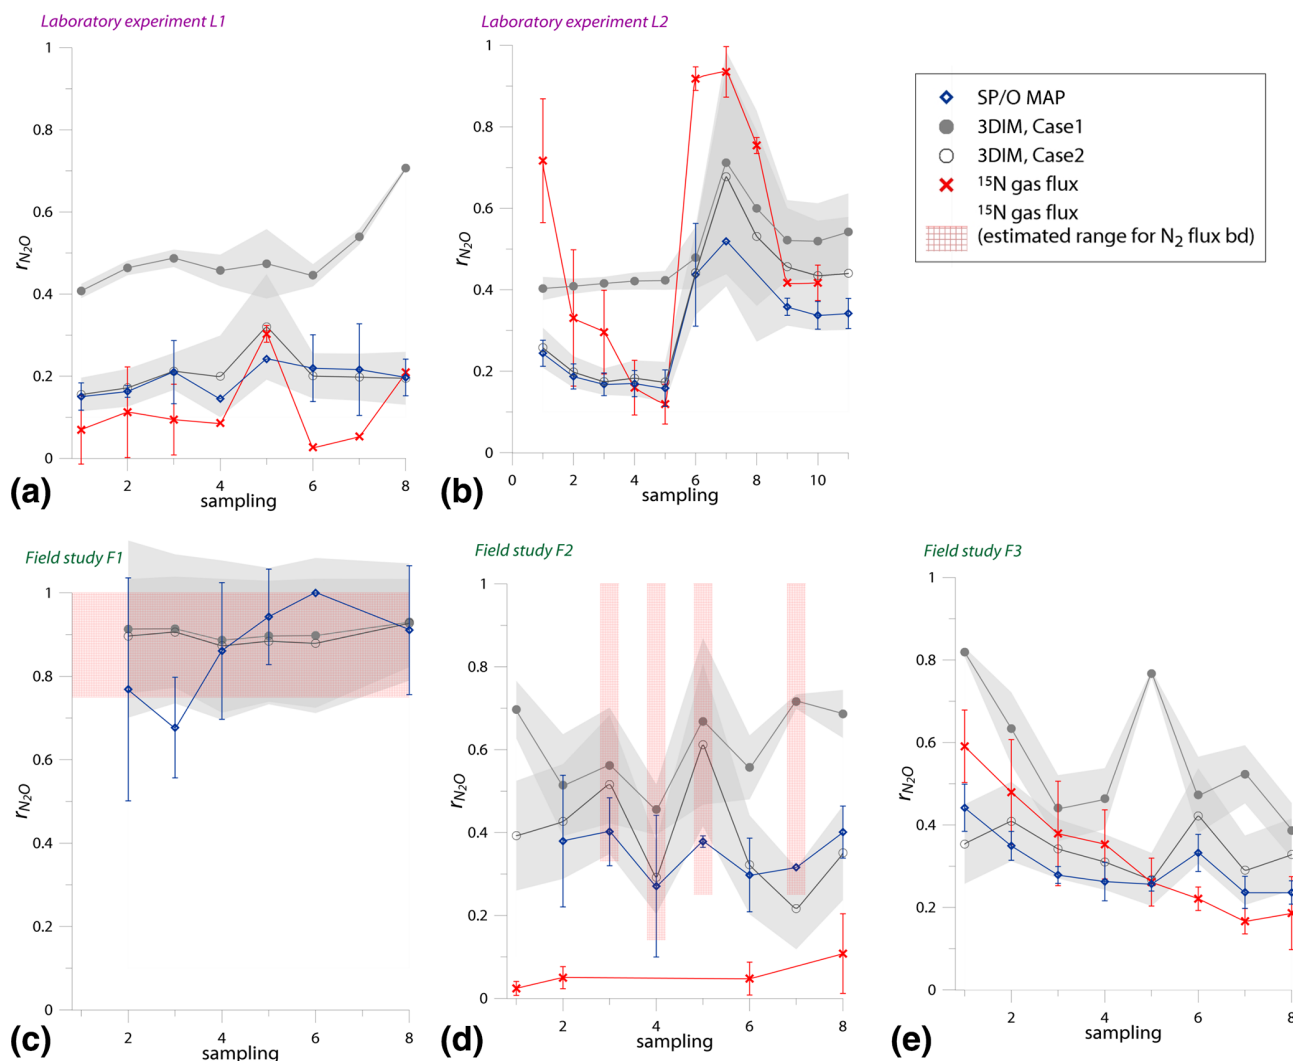 Laboratory experiment L1
1
0.8
0.6
0.4
0.2
0
rN2O
2
4
6
8
sampling
(a)
Laboratory experiment L2
1
0.8
0.6
0.4
0.2
0
rN2O
0
2
4
6
8
10
sampling
(b)
SP/O MAP
3DIM, Case1
3DIM, Case2
15N gas flux
15N gas flux
(estimated range for N2 flux bd)
Field study F1
1
0.8
0.6
0.4
0.2
0
rN2O
2
4
6
8
sampling
(c)
Field study F2
1
0.8
0.6
0.4
0.2
0
rN2O
2
4
6
8
sampling
(d)
Field study F3
1
0.8
0.6
0.4
0.2
0
rN2O
2
4
6
8
sampling
(e)